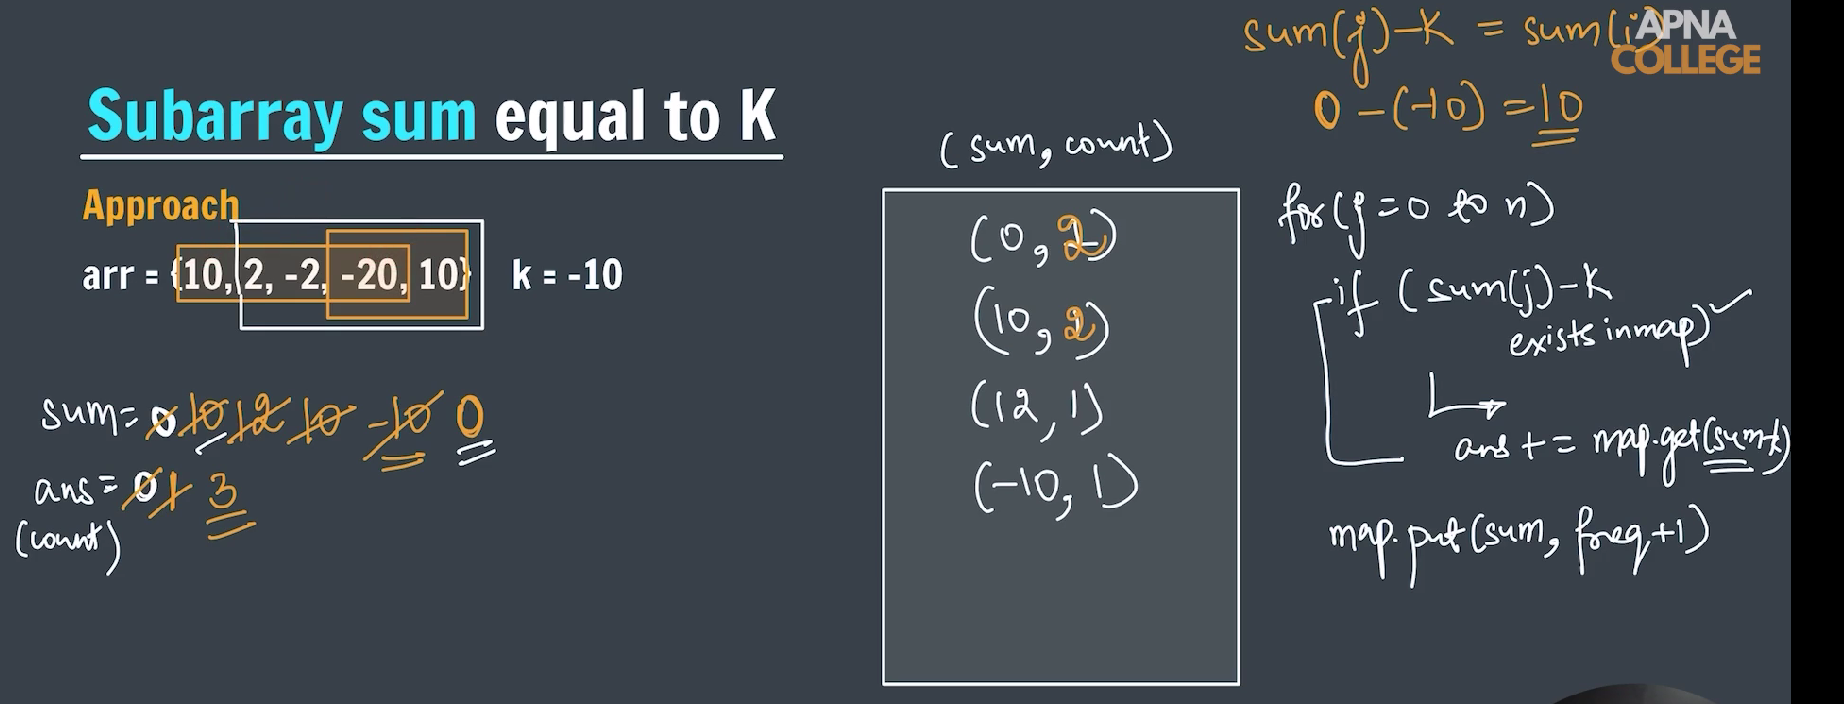 sum(j)-K = sum(i)
APNA
COLLEGE
0-(-10) = 10
Subarray sum equal to K
(sum, count)
Approach
arr = {10, 2, -2, -20, 10} k = -10
sum= 0 10 12 10 -10 0
ans= 0 1 3
(count)
(0, 2)
(10, 2)
(12, 1)
(-10, 1)
for(j=0 to n)
if (sum(j)-K
exists in map)
ans += map.get(sum-k)
map.put(sum, freq+1)